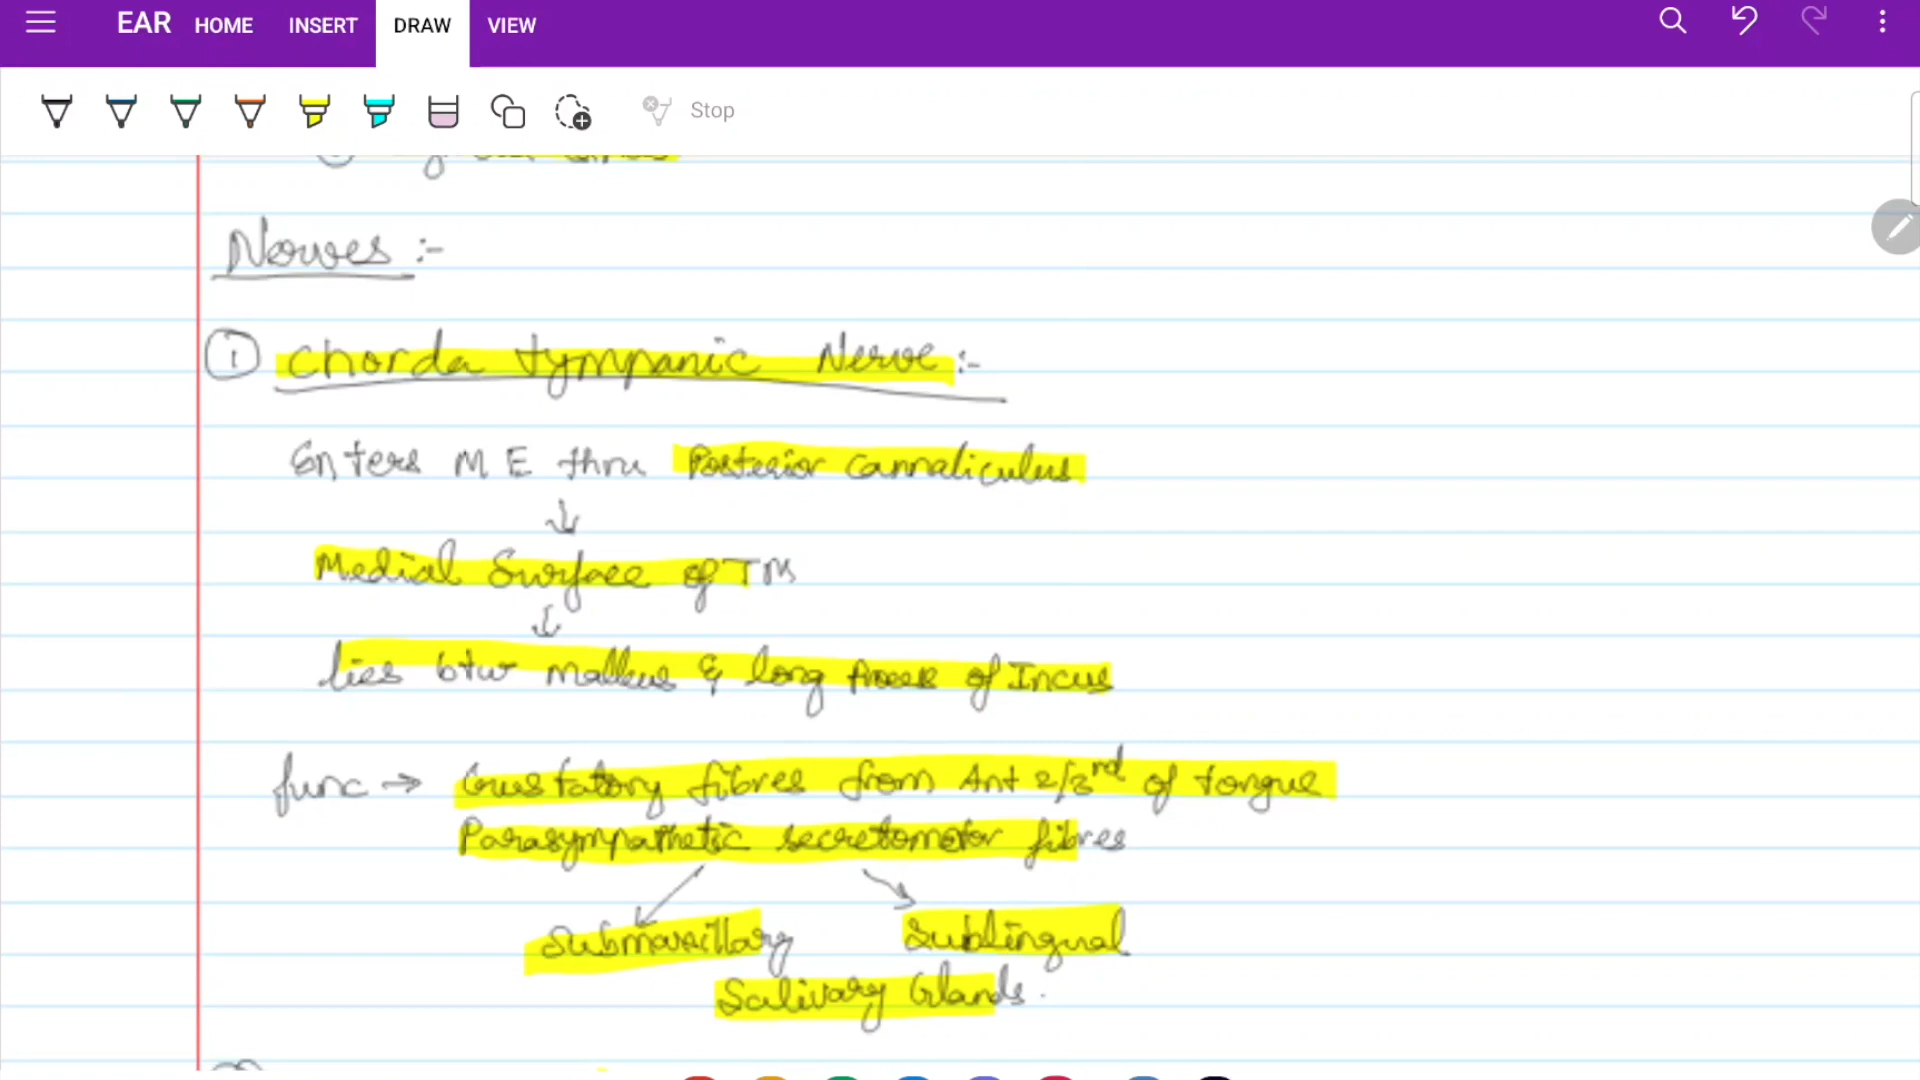 EAR HOME INSERT DRAW VIEW
Stop
Nerves :-
① Chorda tympanic Nerve :-
Enters M E thru Posterior cannaliculus
↓
Medial Surface of TM
↓
lies btw Malleus & long of Incus
func → Gustatory fibres from Ant 2/3rd of tongue
Parasympathetic secretomotor fibres
Submaxillary Sublingual
Salivary Glands.